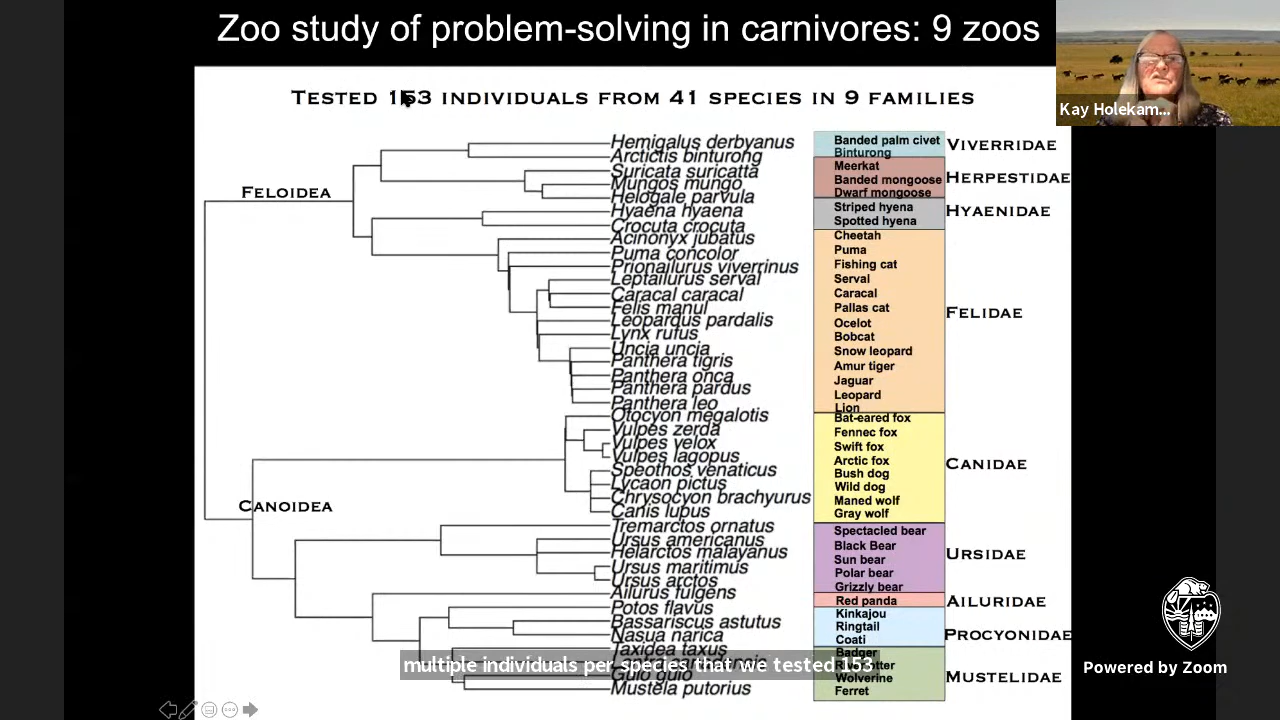 Zoo study of problem-solving in carnivores: 9 zoos
Kay Holekam...
TESTED 153 INDIVIDUALS FROM 41 SPECIES IN 9 FAMILIES
FELOIDEA
CANOIDEA
Hemigalus derbyanus
Arctictis binturong
Suricata suricatta
Mungos mungo
Helogale parvula
Hyaena hyaena
Crocuta crocuta
Acinonyx jubatus
Puma concolor
Prionailurus viverrinus
Leptailurus serval
Caracal caracal
Felis manul
Leopardus pardalis
Lynx rufus
Uncia uncia
Panthera tigris
Panthera onca
Panthera pardus
Panthera leo
Otocyon megalotis
Vulpes zerda
Vulpes velox
Vulpes lagopus
Speothos venaticus
Lycaon pictus
Chrysocyon brachyurus
Canis lupus
Tremarctos ornatus
Ursus americanus
Helarctos malayanus
Ursus maritimus
Ursus arctos
Ailurus fulgens
Potos flavus
Bassariscus astutus
Nasua narica
Taxidea taxus
Gulo gulo
Mustela putorius
Banded palm civet
Binturong
Meerkat
Banded mongoose
Dwarf mongoose
Striped hyena
Spotted hyena
Cheetah
Puma
Fishing cat
Serval
Caracal
Pallas cat
Ocelot
Bobcat
Snow leopard
Amur tiger
Jaguar
Leopard
Lion
Bat-eared fox
Fennec fox
Swift fox
Arctic fox
Bush dog
Wild dog
Maned wolf
Gray wolf
Spectacled bear
Black Bear
Sun bear
Polar bear
Grizzly bear
Red panda
Kinkajou
Ringtail
Coati
Badger
Wolverine
Ferret
VIVERRIDAE
HERPESTIDAE
HYAENIDAE
FELIDAE
CANIDAE
URSIDAE
AILURIDAE
PROCYONIDAE
MUSTELIDAE
multiple individuals per species that we tested 153
Powered by Zoom